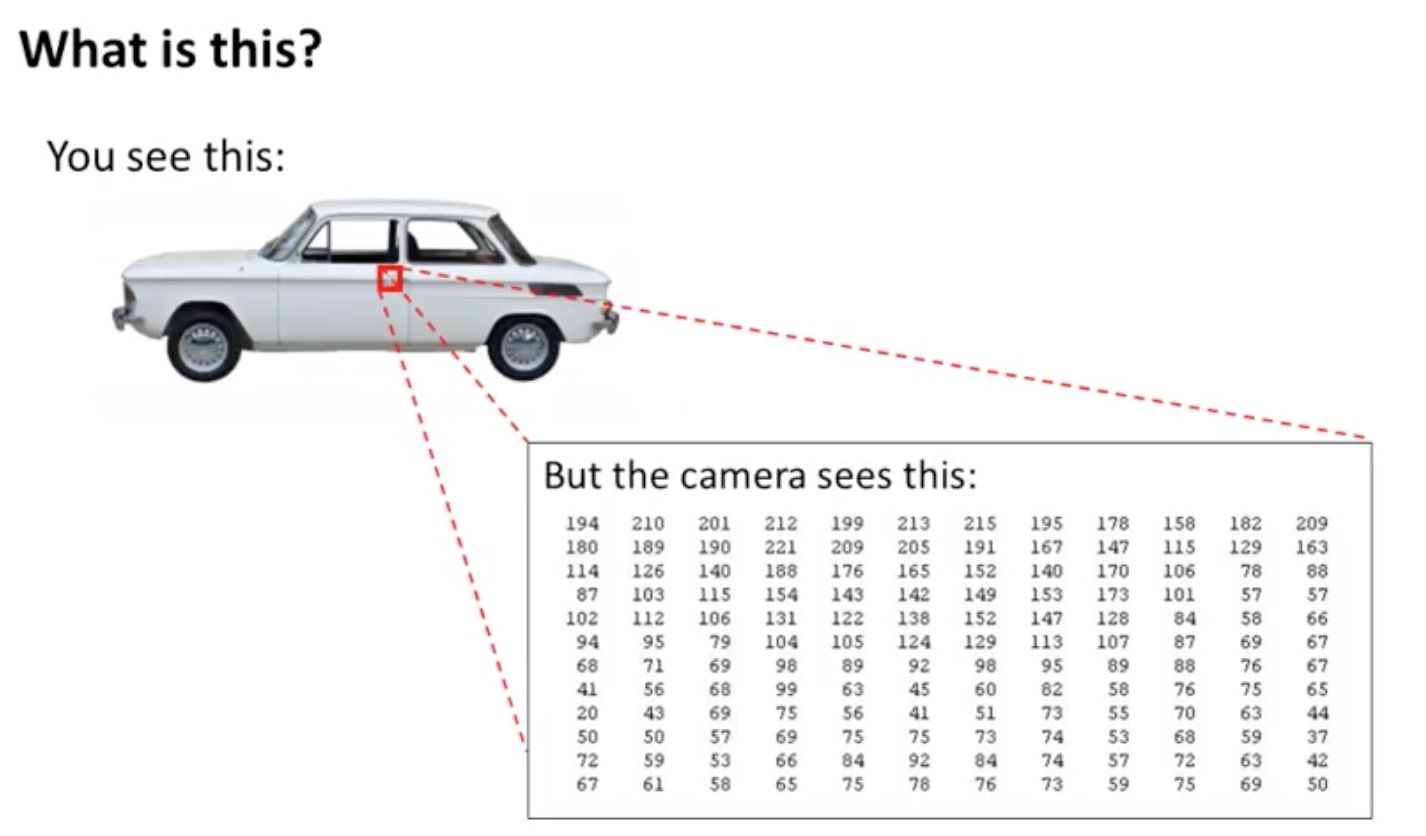 What is this?
You see this:
But the camera sees this:
194 210 201 212 199 213 215 195 178 158 182 209
180 189 190 221 209 205 191 167 147 115 129 163
114 126 140 188 176 165 152 140 170 106 78 88
87 103 115 154 143 142 149 153 173 101 57 57
102 112 106 131 122 138 152 147 128 84 58 66
94 95 79 104 105 124 129 113 107 87 69 67
68 71 69 98 89 92 98 95 89 88 76 67
41 56 68 99 63 45 60 82 58 76 75 65
20 43 69 75 56 41 51 73 55 70 63 44
50 50 57 69 75 75 73 74 53 68 59 37
72 59 53 66 84 92 84 74 57 72 63 42
67 61 58 65 75 78 76 73 59 75 69 50